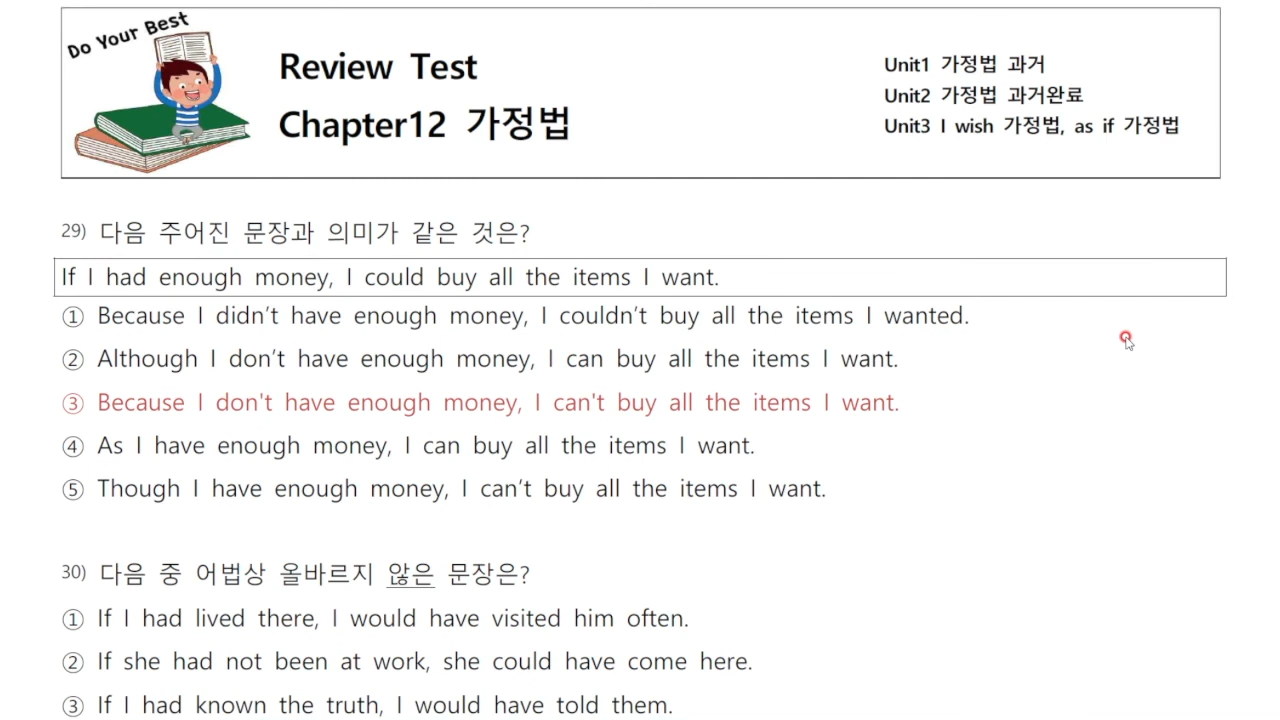 Do Your Best
Review Test
Chapter12 가정법
Unit1 가정법 과거
Unit2 가정법 과거완료
Unit3 I wish 가정법, as if 가정법
29) 다음 주어진 문장과 의미가 같은 것은?
If I had enough money, I could buy all the items I want.
① Because I didn’t have enough money, I couldn’t buy all the items I wanted.
② Although I don’t have enough money, I can buy all the items I want.
③ Because I don't have enough money, I can't buy all the items I want.
④ As I have enough money, I can buy all the items I want.
⑤ Though I have enough money, I can’t buy all the items I want.
30) 다음 중 어법상 올바르지 않은 문장은?
① If I had lived there, I would have visited him often.
② If she had not been at work, she could have come here.
③ If I had known the truth, I would have told them.